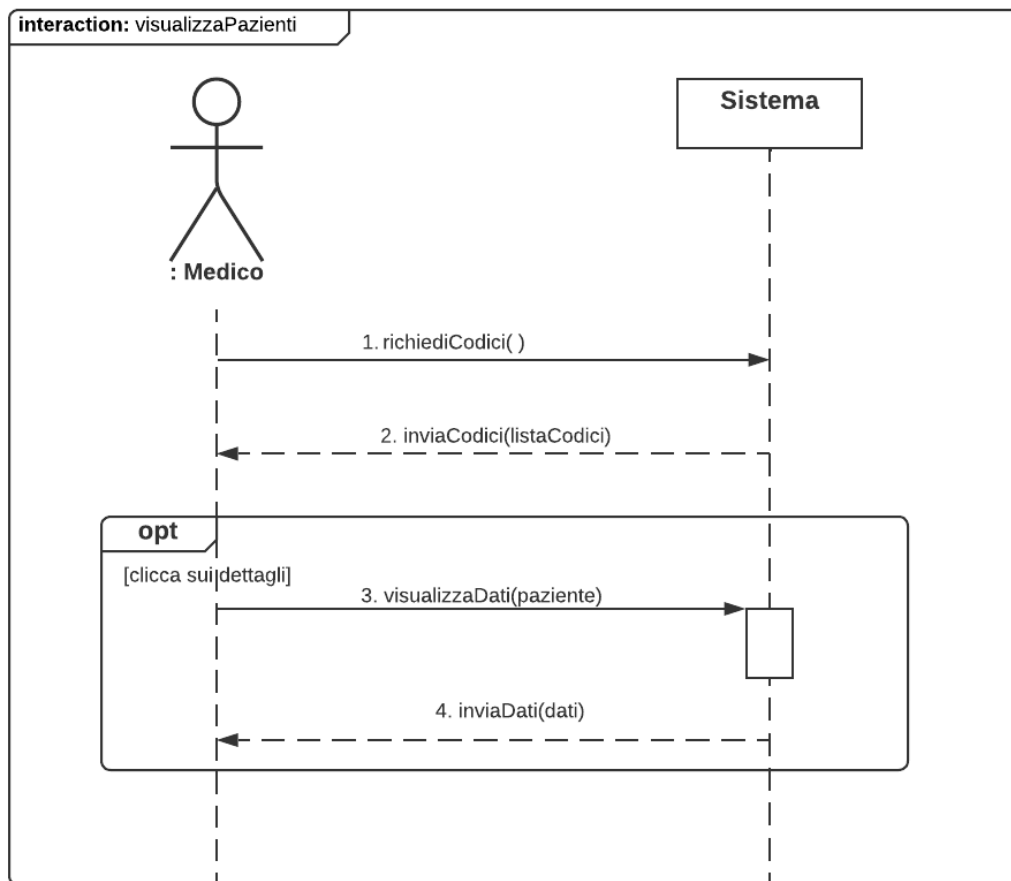 interaction: visualizzaPazienti
Sistema
: Medico
1. richiediCodici( )
2. inviaCodici(listaCodici)
opt
[clicca sui dettagli]
3. visualizzaDati(paziente)
4. inviaDati(dati)